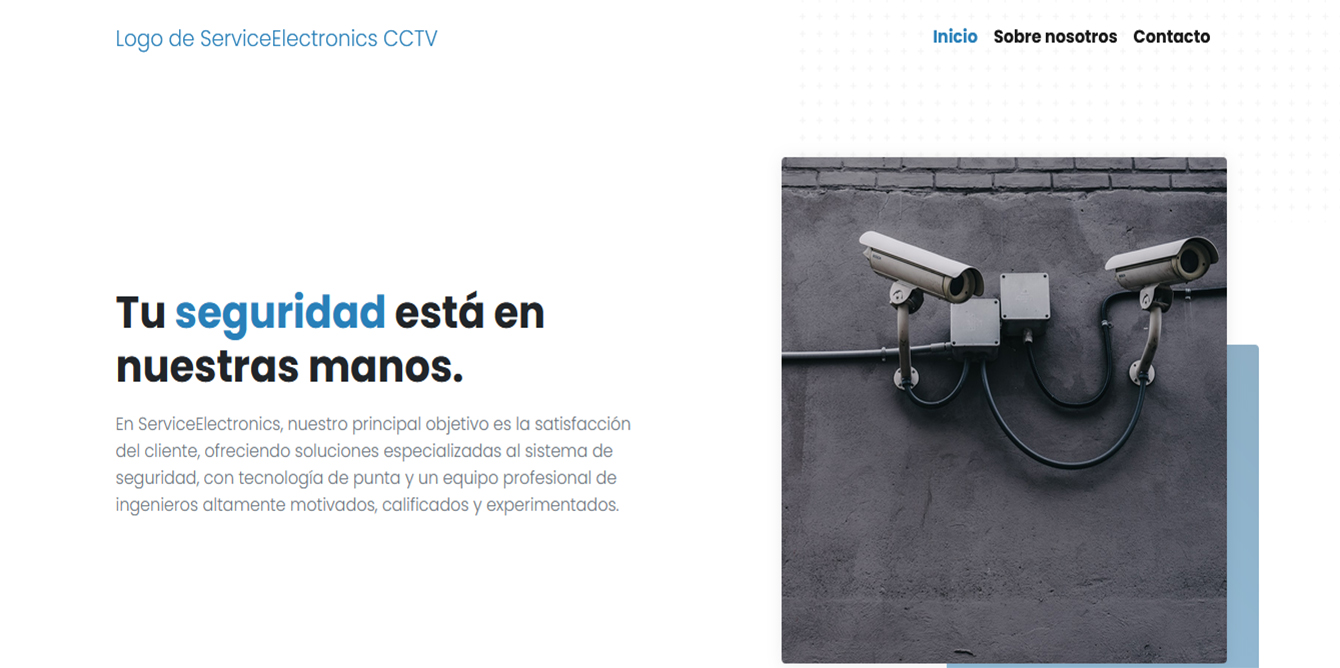 Logo de ServiceElectronics CCTV
Inicio Sobre nosotros Contacto
Tu seguridad está en
nuestras manos.
En ServiceElectronics, nuestro principal objetivo es la satisfacción
del cliente, ofreciendo soluciones especializadas al sistema de
seguridad, con tecnología de punta y un equipo profesional de
ingenieros altamente motivados, calificados y experimentados.